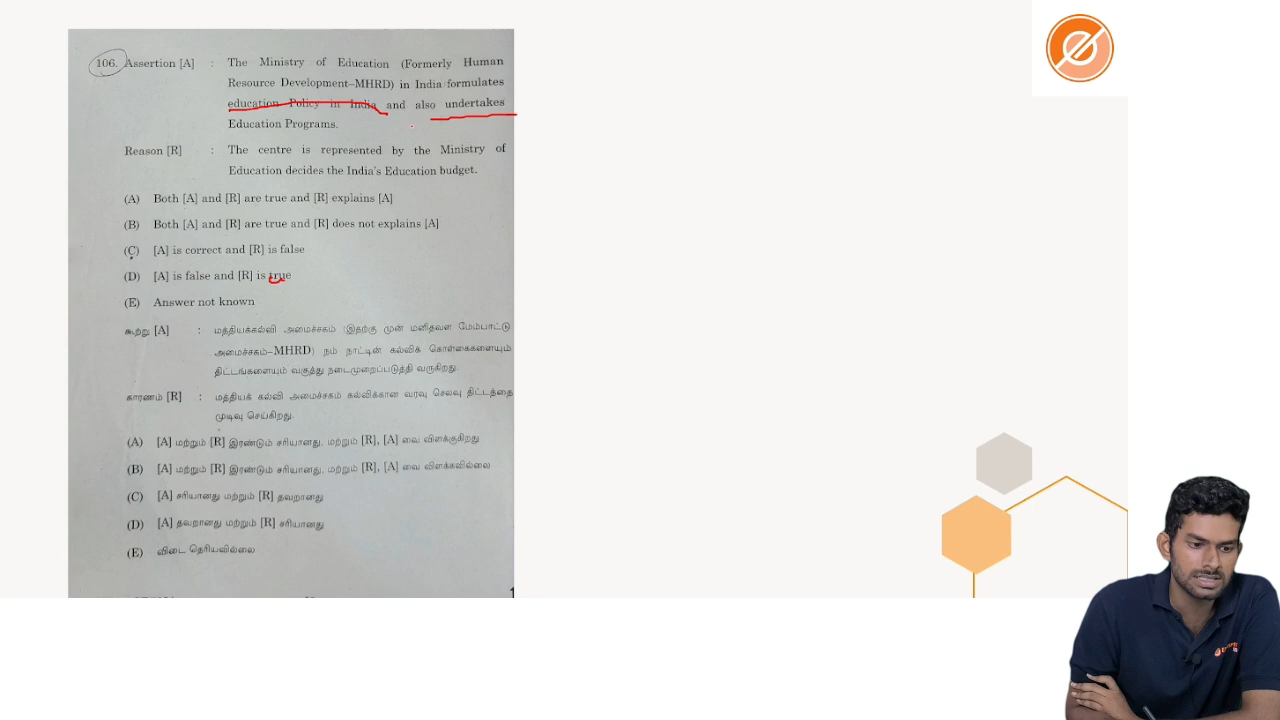 106. Assertion [A] : The Ministry of Education (Formerly Human
Resource Development–MHRD) in India formulates
education Policy in India and also undertakes
Education Programs.
Reason [R] : The centre is represented by the Ministry of
Education decides the India's Education budget.
(A) Both [A] and [R] are true and [R] explains [A]
(B) Both [A] and [R] are true and [R] does not explains [A]
(C) [A] is correct and [R] is false
(D) [A] is false and [R] is true
(E) Answer not known
கூற்று [A] : மத்தியக்கல்வி அமைச்சகம் (இதற்கு முன் மனிதவள மேம்பாட்டு
அமைச்சகம்–MHRD) நம் நாட்டின் கல்விக் கொள்கைகளையும்
திட்டங்களையும் வகுத்து நடைமுறைப்படுத்தி வருகிறது.
காரணம் [R] : மத்தியக் கல்வி அமைச்சகம் கல்விக்கான வரவு செலவு திட்டத்தை
முடிவு செய்கிறது.
(A) [A] மற்றும் [R] இரண்டும் சரியானது, மற்றும் [R], [A] வை விளக்குகிறது
(B) [A] மற்றும் [R] இரண்டும் சரியானது, மற்றும் [R], [A] வை விளக்கவில்லை
(C) [A] சரியானது மற்றும் [R] தவறானது
(D) [A] தவறானது மற்றும் [R] சரியானது
(E) விடை தெரியவில்லை